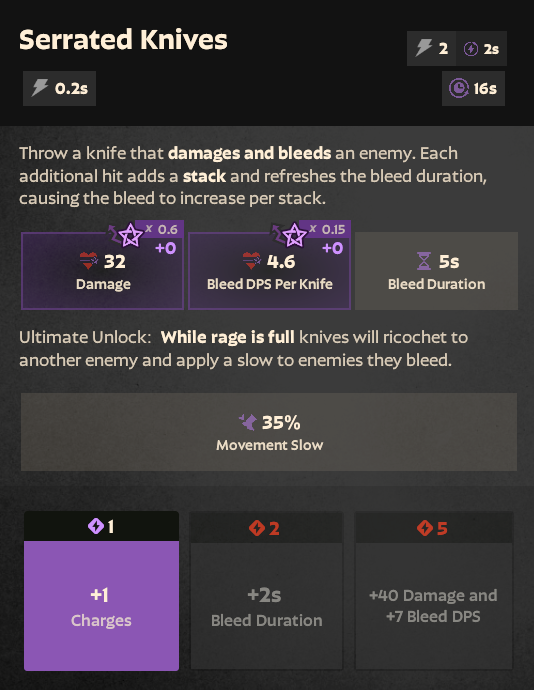 Serrated Knives
2 2s
0.2s 16s
Throw a knife that damages and bleeds an enemy. Each
additional hit adds a stack and refreshes the bleed duration,
causing the bleed to increase per stack.
x 0.6 x 0.15
+0 +0
32 4.6 5s
Damage Bleed DPS Per Knife Bleed Duration
Ultimate Unlock: While rage is full knives will ricochet to
another enemy and apply a slow to enemies they bleed.
35%
Movement Slow
1 2 5
+1 +2s +40 Damage and
Charges Bleed Duration +7 Bleed DPS